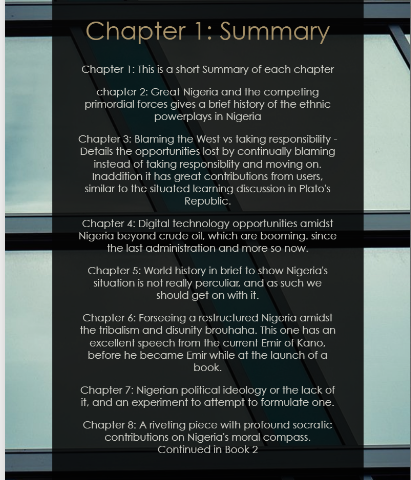 Chapter 1: Summary
Chapter 1: This is a short Summary of each chapter
chapter 2: Great Nigeria and the competing
primordial forces gives a brief history of the ethnic
powerplays in Nigeria
Chapter 3: Blaming the West vs taking responsibility -
Details the opportunities lost by continually blaming
instead of taking responsiblity and moving on.
Inaddition it has great contributions from users,
similar to the situated learning discussion in Plato's
Republic.
Chapter 4: Digital technology opportunities amidst
Nigeria beyond crude oil, which are booming, since
the last administration and more so now.
Chapter 5: World history in brief to show Nigeria's
situation is not really perculiar, and as such we
should get on with it.
Chapter 6: Forseeing a restructured Nigeria amidst
the tribalism and disunity brouhaha. This one has an
excellent speech from the current Emir of Kano,
before he became Emir while at the launch of a
book.
Chapter 7: Nigerian political ideology or the lack of
it, and an experiment to attempt to formulate one.
Chapter 8: A riveting piece with profound socratic
contributions on Nigeria's moral compass.
Continued in Book 2